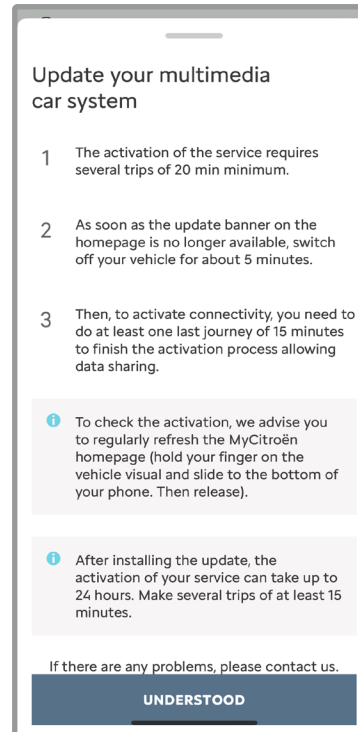 Update your multimedia
car system
1
The activation of the service requires
several trips of 20 min minimum.
2
As soon as the update banner on the
homepage is no longer available, switch
off your vehicle for about 5 minutes.
3
Then, to activate connectivity, you need to
do at least one last journey of 15 minutes
to finish the activation process allowing
data sharing.
To check the activation, we advise you
to regularly refresh the MyCitroën
homepage (hold your finger on the
vehicle visual and slide to the bottom of
your phone. Then release).
After installing the update, the
activation of your service can take up to
24 hours. Make several trips of at least 15
minutes.
If there are any problems, please contact us.
UNDERSTOOD